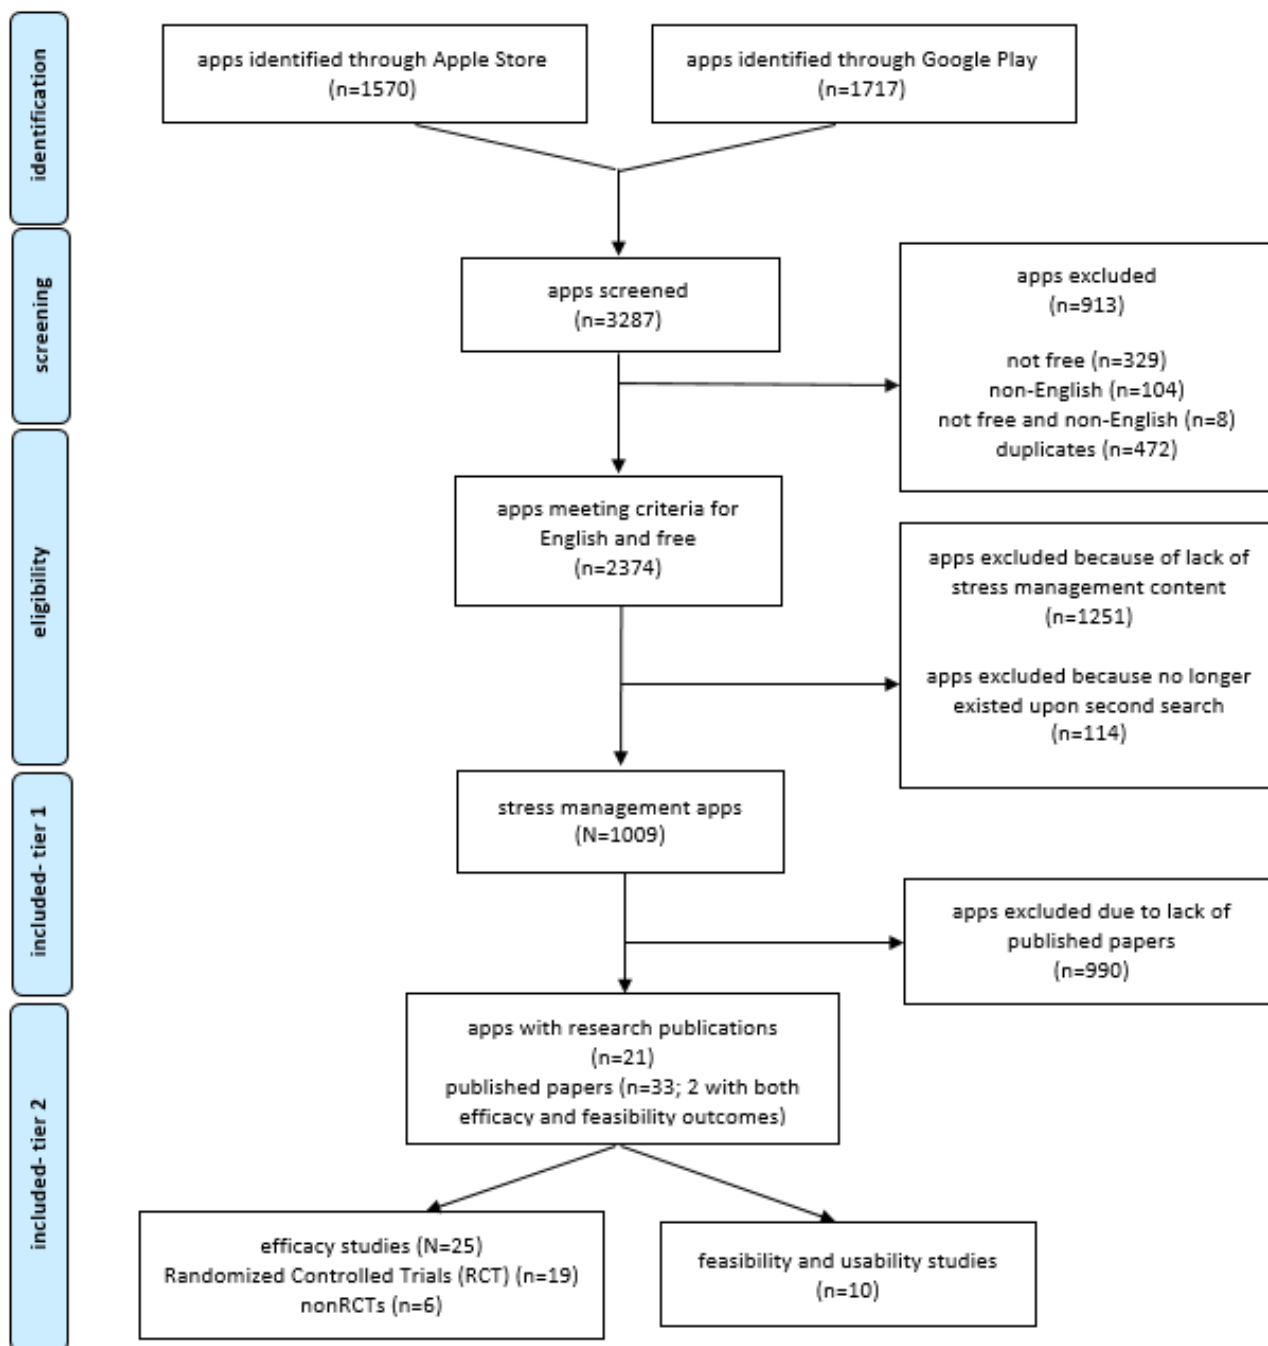 identification
apps identified through Apple Store
(n=1570)
apps identified through Google Play
(n=1717)
screening
apps screened
(n=3287)
apps excluded
(n=913)
not free (n=329)
non-English (n=104)
not free and non-English (n=8)
duplicates (n=472)
eligibility
apps meeting criteria for
English and free
(n=2374)
apps excluded because of lack of
stress management content
(n=1251)
apps excluded because no longer
existed upon second search
(n=114)
included- tier 1
stress management apps
(N=1009)
apps excluded due to lack of
published papers
(n=990)
included- tier 2
apps with research publications
(n=21)
published papers (n=33; 2 with both
efficacy and feasibility outcomes)
efficacy studies (N=25)
Randomized Controlled Trials (RCT) (n=19)
nonRCTs (n=6)
feasibility and usability studies
(n=10)